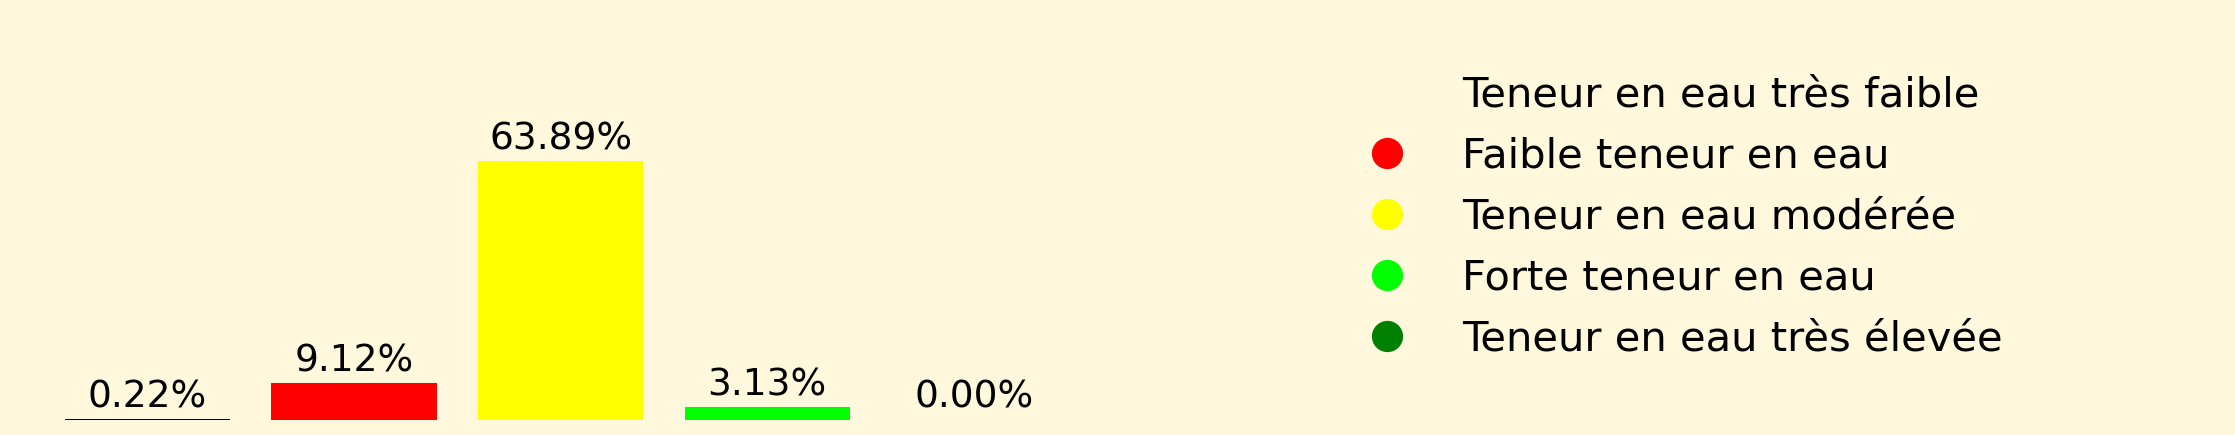 0.22%
9.12%
63.89%
3.13%
0.00%
Teneur en eau très faible
Faible teneur en eau
Teneur en eau modérée
Forte teneur en eau
Teneur en eau très élevée